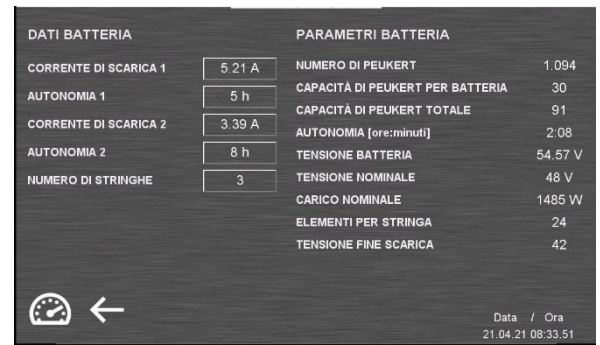 DATI BATTERIA
CORRENTE DI SCARICA 1 5.21 A
AUTONOMIA 1 5 h
CORRENTE DI SCARICA 2 3.39 A
AUTONOMIA 2 8 h
NUMERO DI STRINGHE 3
PARAMETRI BATTERIA
NUMERO DI PEUKERT 1.094
CAPACITÀ DI PEUKERT PER BATTERIA 30
CAPACITÀ DI PEUKERT TOTALE 91
AUTONOMIA [ore:minuti] 2:08
TENSIONE BATTERIA 54.57 V
TENSIONE NOMINALE 48 V
CARICO NOMINALE 1485 W
ELEMENTI PER STRINGA 24
TENSIONE FINE SCARICA 42
Data / Ora
21.04.21 08:33.51